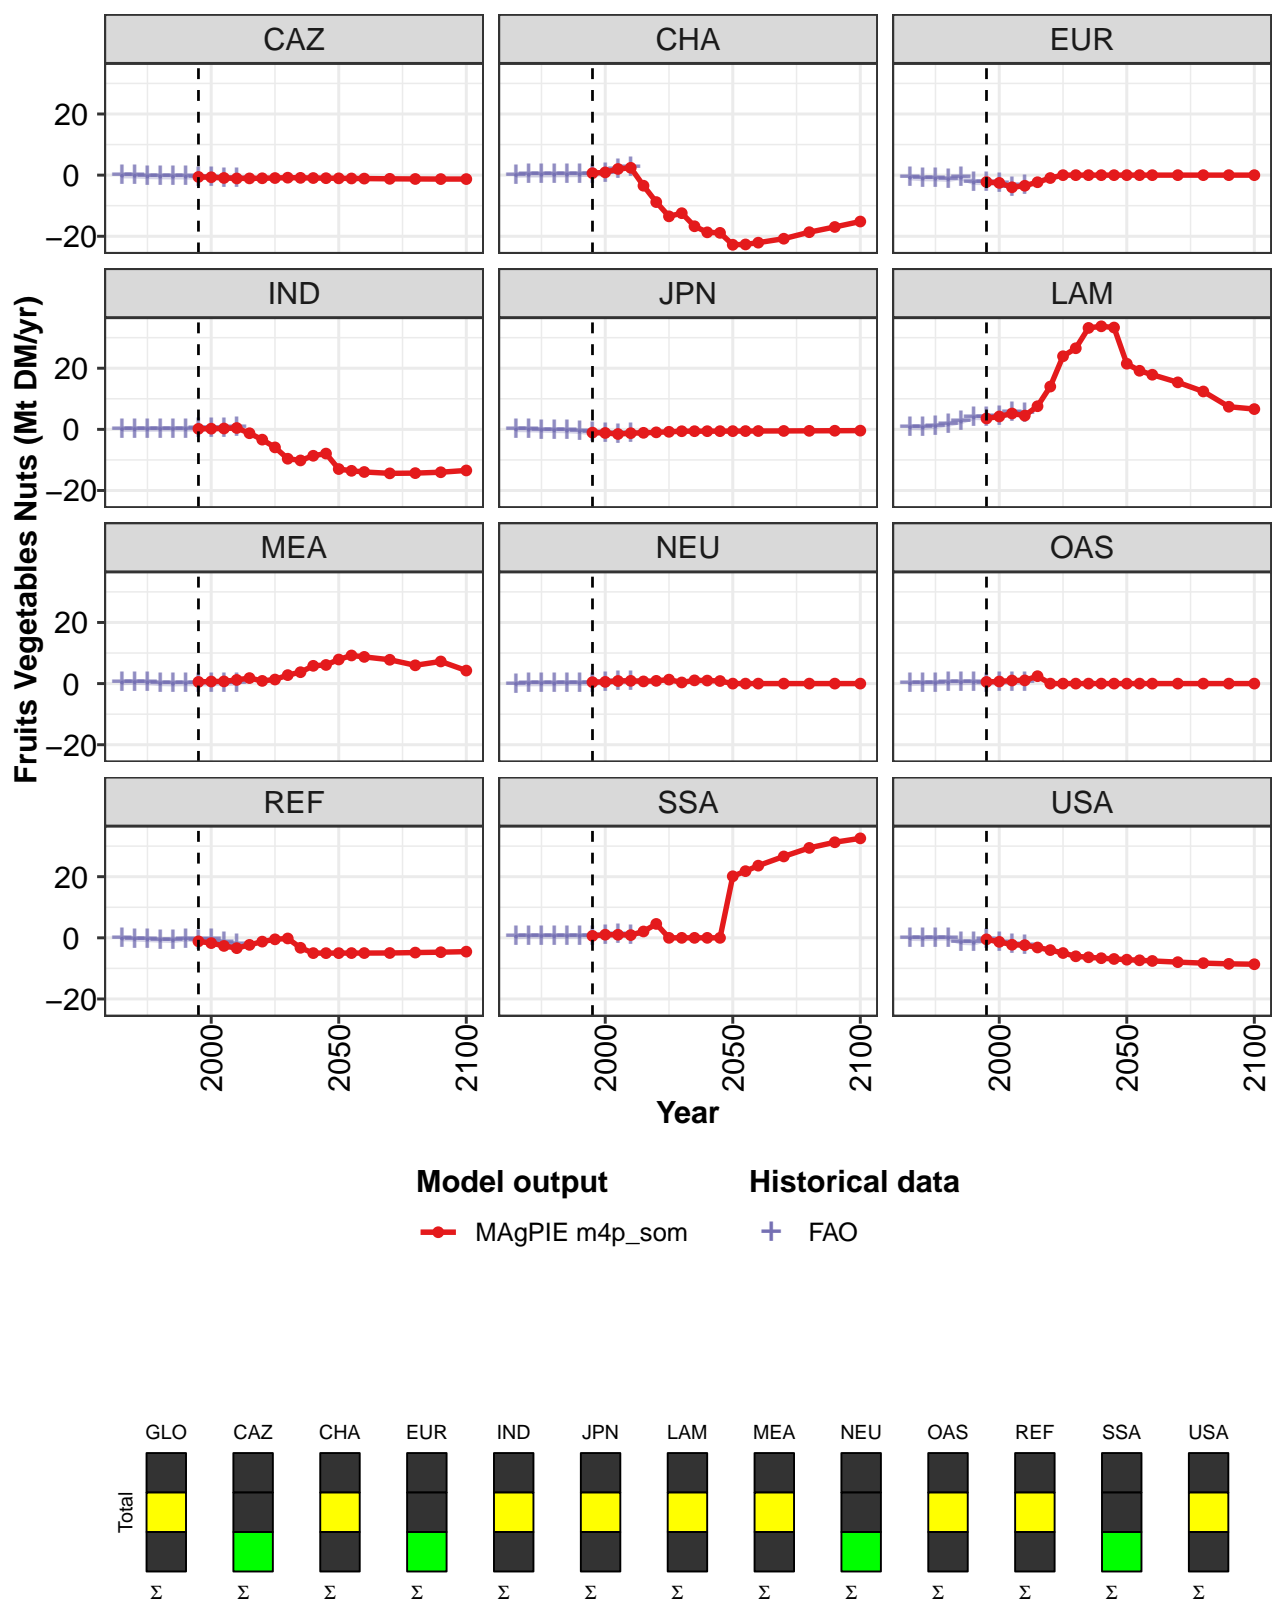 CAZ CHA EUR
20
0
−20
IND JPN LAM
20
0
−20
MEA NEU OAS
20
0
−20
REF SSA USA
20
0
−20
Fruits Vegetables Nuts (Mt DM/yr)
2000 2050 2100 2000 2050 2100 2000 2050 2100
Year
Model output Historical data
MAgPIE m4p_som FAO
GLO CAZ CHA EUR IND JPN LAM MEA NEU OAS REF SSA USA
Total
Σ Σ Σ Σ Σ Σ Σ Σ Σ Σ Σ Σ Σ